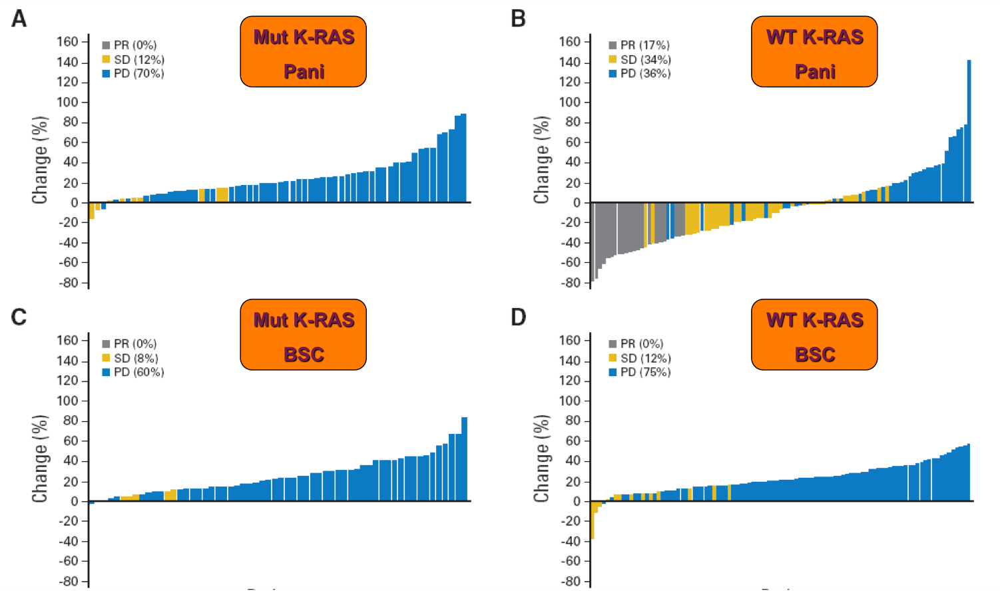 A
Mut K-RAS
Pani
PR (0%)
SD (12%)
PD (70%)
Change (%)
160
140
120
100
80
60
40
20
0
-20
-40
-60
-80
B
WT K-RAS
Pani
PR (17%)
SD (34%)
PD (36%)
Change (%)
160
140
120
100
80
60
40
20
0
-20
-40
-60
-80
C
Mut K-RAS
BSC
PR (0%)
SD (8%)
PD (60%)
Change (%)
160
140
120
100
80
60
40
20
0
-20
-40
-60
-80
D
WT K-RAS
BSC
PR (0%)
SD (12%)
PD (75%)
Change (%)
160
140
120
100
80
60
40
20
0
-20
-40
-60
-80